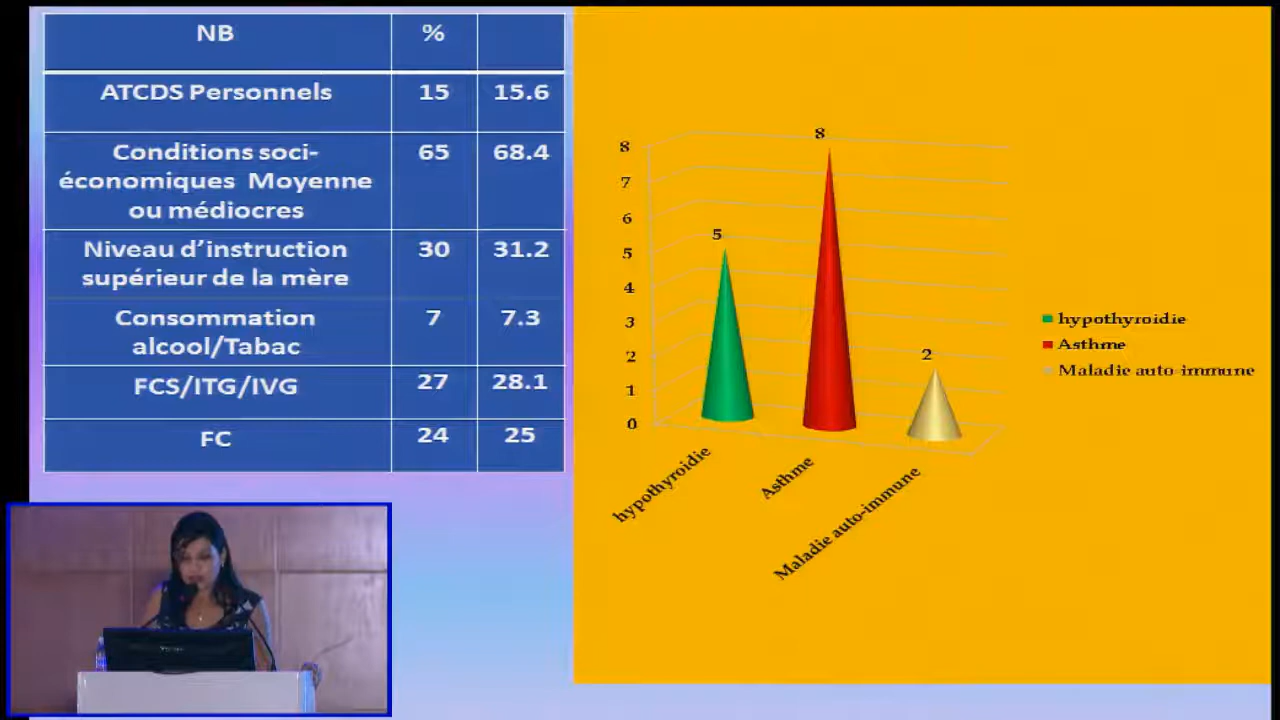 NB % 
ATCDS Personnels 15 15.6
Conditions soci-
économiques Moyenne
ou médiocres
65 68.4
Niveau d'instruction
supérieur de la mère
30 31.2
Consommation
alcool/Tabac
7 7.3
FCS/ITG/IVG 27 28.1
FC 24 25
8
7
6
5
4
3
2
1
0
5
8
2
hypothyroidie
Asthme
Maladie auto-immune
hypothyroidie
Asthme
Maladie auto-immune